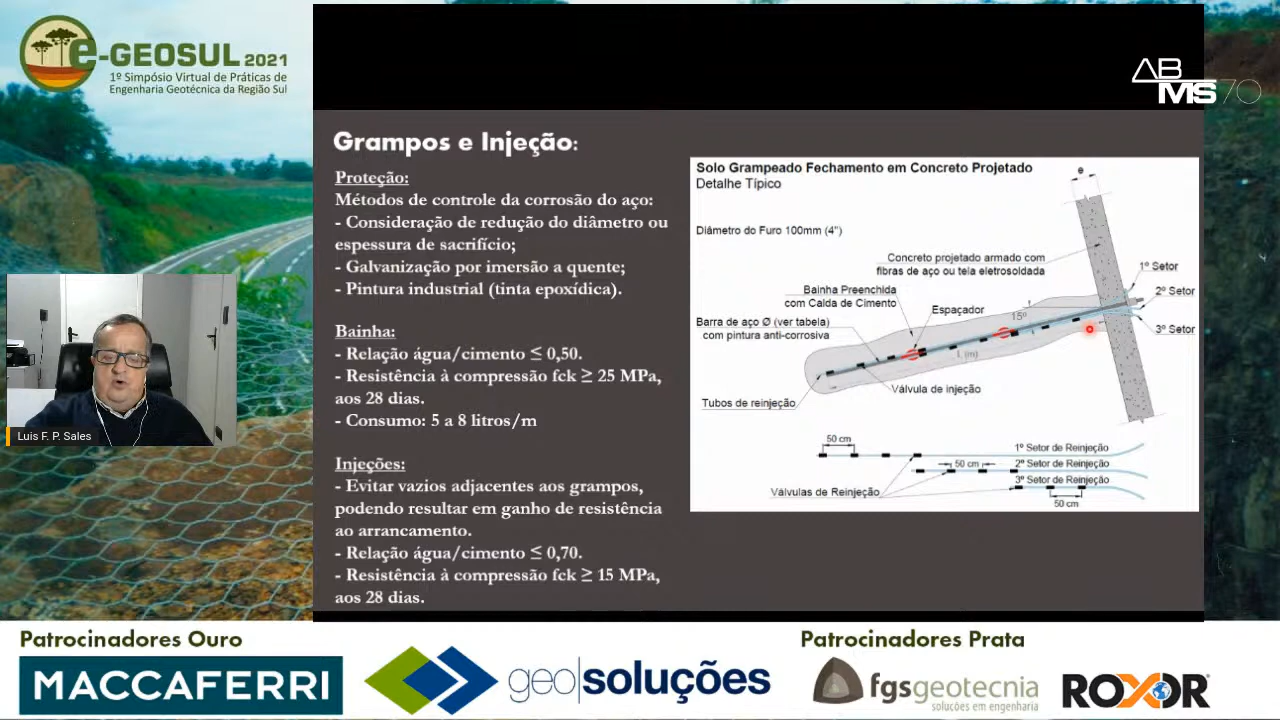 e-GEOSUL 2021
1º Simpósio Virtual de Práticas de
Engenharia Geotécnica da Região Sul
ABMS70
Grampos e Injeção:
Proteção:
Métodos de controle da corrosão do aço:
- Consideração de redução do diâmetro ou
espessura de sacrifício;
- Galvanização por imersão a quente;
- Pintura industrial (tinta epoxídica).
Bainha:
- Relação água/cimento ≤ 0,50.
- Resistência à compressão fck ≥ 25 MPa,
aos 28 dias.
- Consumo: 5 a 8 litros/m
Injeções:
- Evitar vazios adjacentes aos grampos,
podendo resultar em ganho de resistência
ao arrancamento.
- Relação água/cimento ≤ 0,70.
- Resistência à compressão fck ≥ 15 MPa,
aos 28 dias.
Solo Grampeado Fechamento em Concreto Projetado
Detalhe Típico
e
Diâmetro do Furo 100mm (4")
Concreto projetado armado com
fibras de aço ou tela eletrosoldada
1º Setor
2º Setor
3º Setor
Bainha Preenchida
com Calda de Cimento
Espaçador
15º
Barra de aço Ø (ver tabela)
com pintura anti-corrosiva
L (m)
Válvula de injeção
Tubos de reinjeção
50 cm
1º Setor de Reinjeção
50 cm
2º Setor de Reinjeção
3º Setor de Reinjeção
Válvulas de Reinjeção
50 cm
Luis F. P. Sales
Patrocinadores Ouro
MACCAFERRI
geo soluções
Patrocinadores Prata
fgsgeotecnia
soluções em engenharia
ROXOR